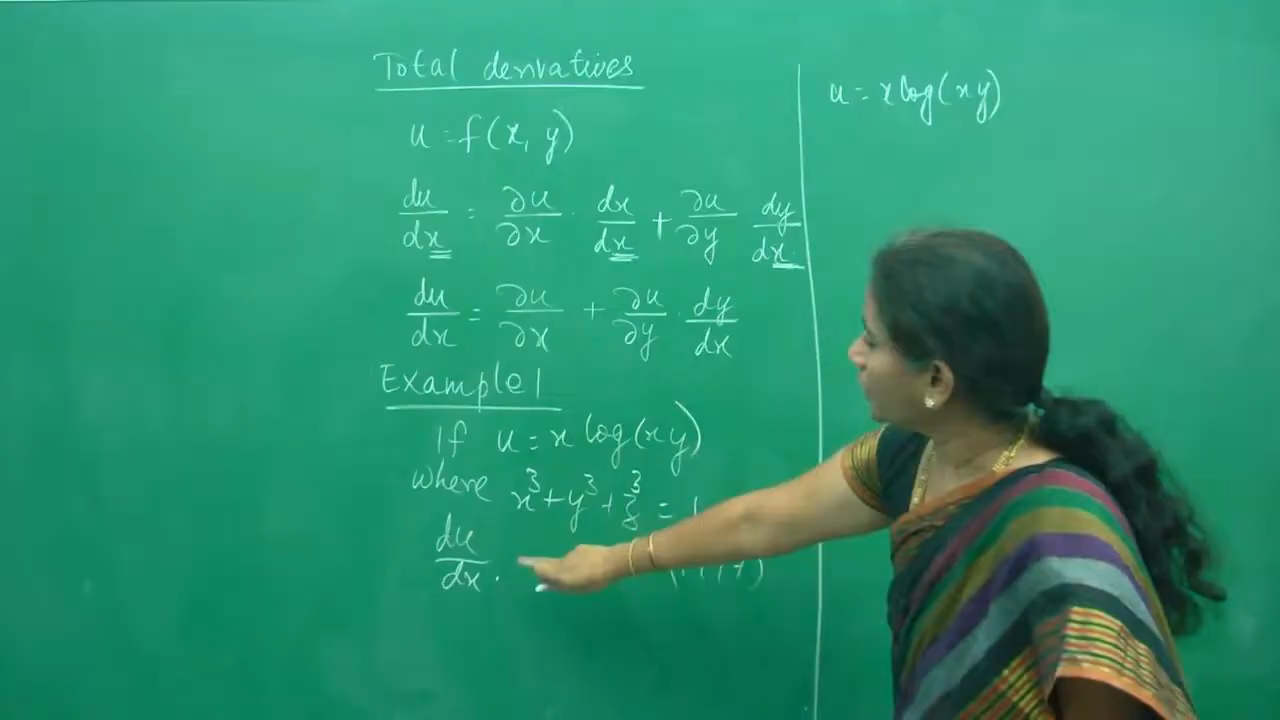 Total derivatives
u = f(x, y)
du/dx = ∂u/∂x · dx/dx + ∂u/∂y dy/dx
du/dx = ∂u/∂x + ∂u/∂y · dy/dx
Example 1
If u = x log(xy)
where x³ + y³ + z³ = 1
du/dx.
u = x log(xy)